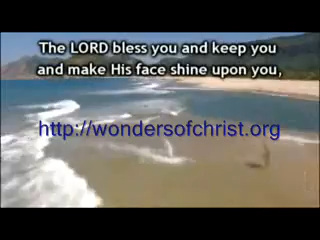 The LORD bless you and keep you
and make His face shine upon you,
http://wondersofchrist.org